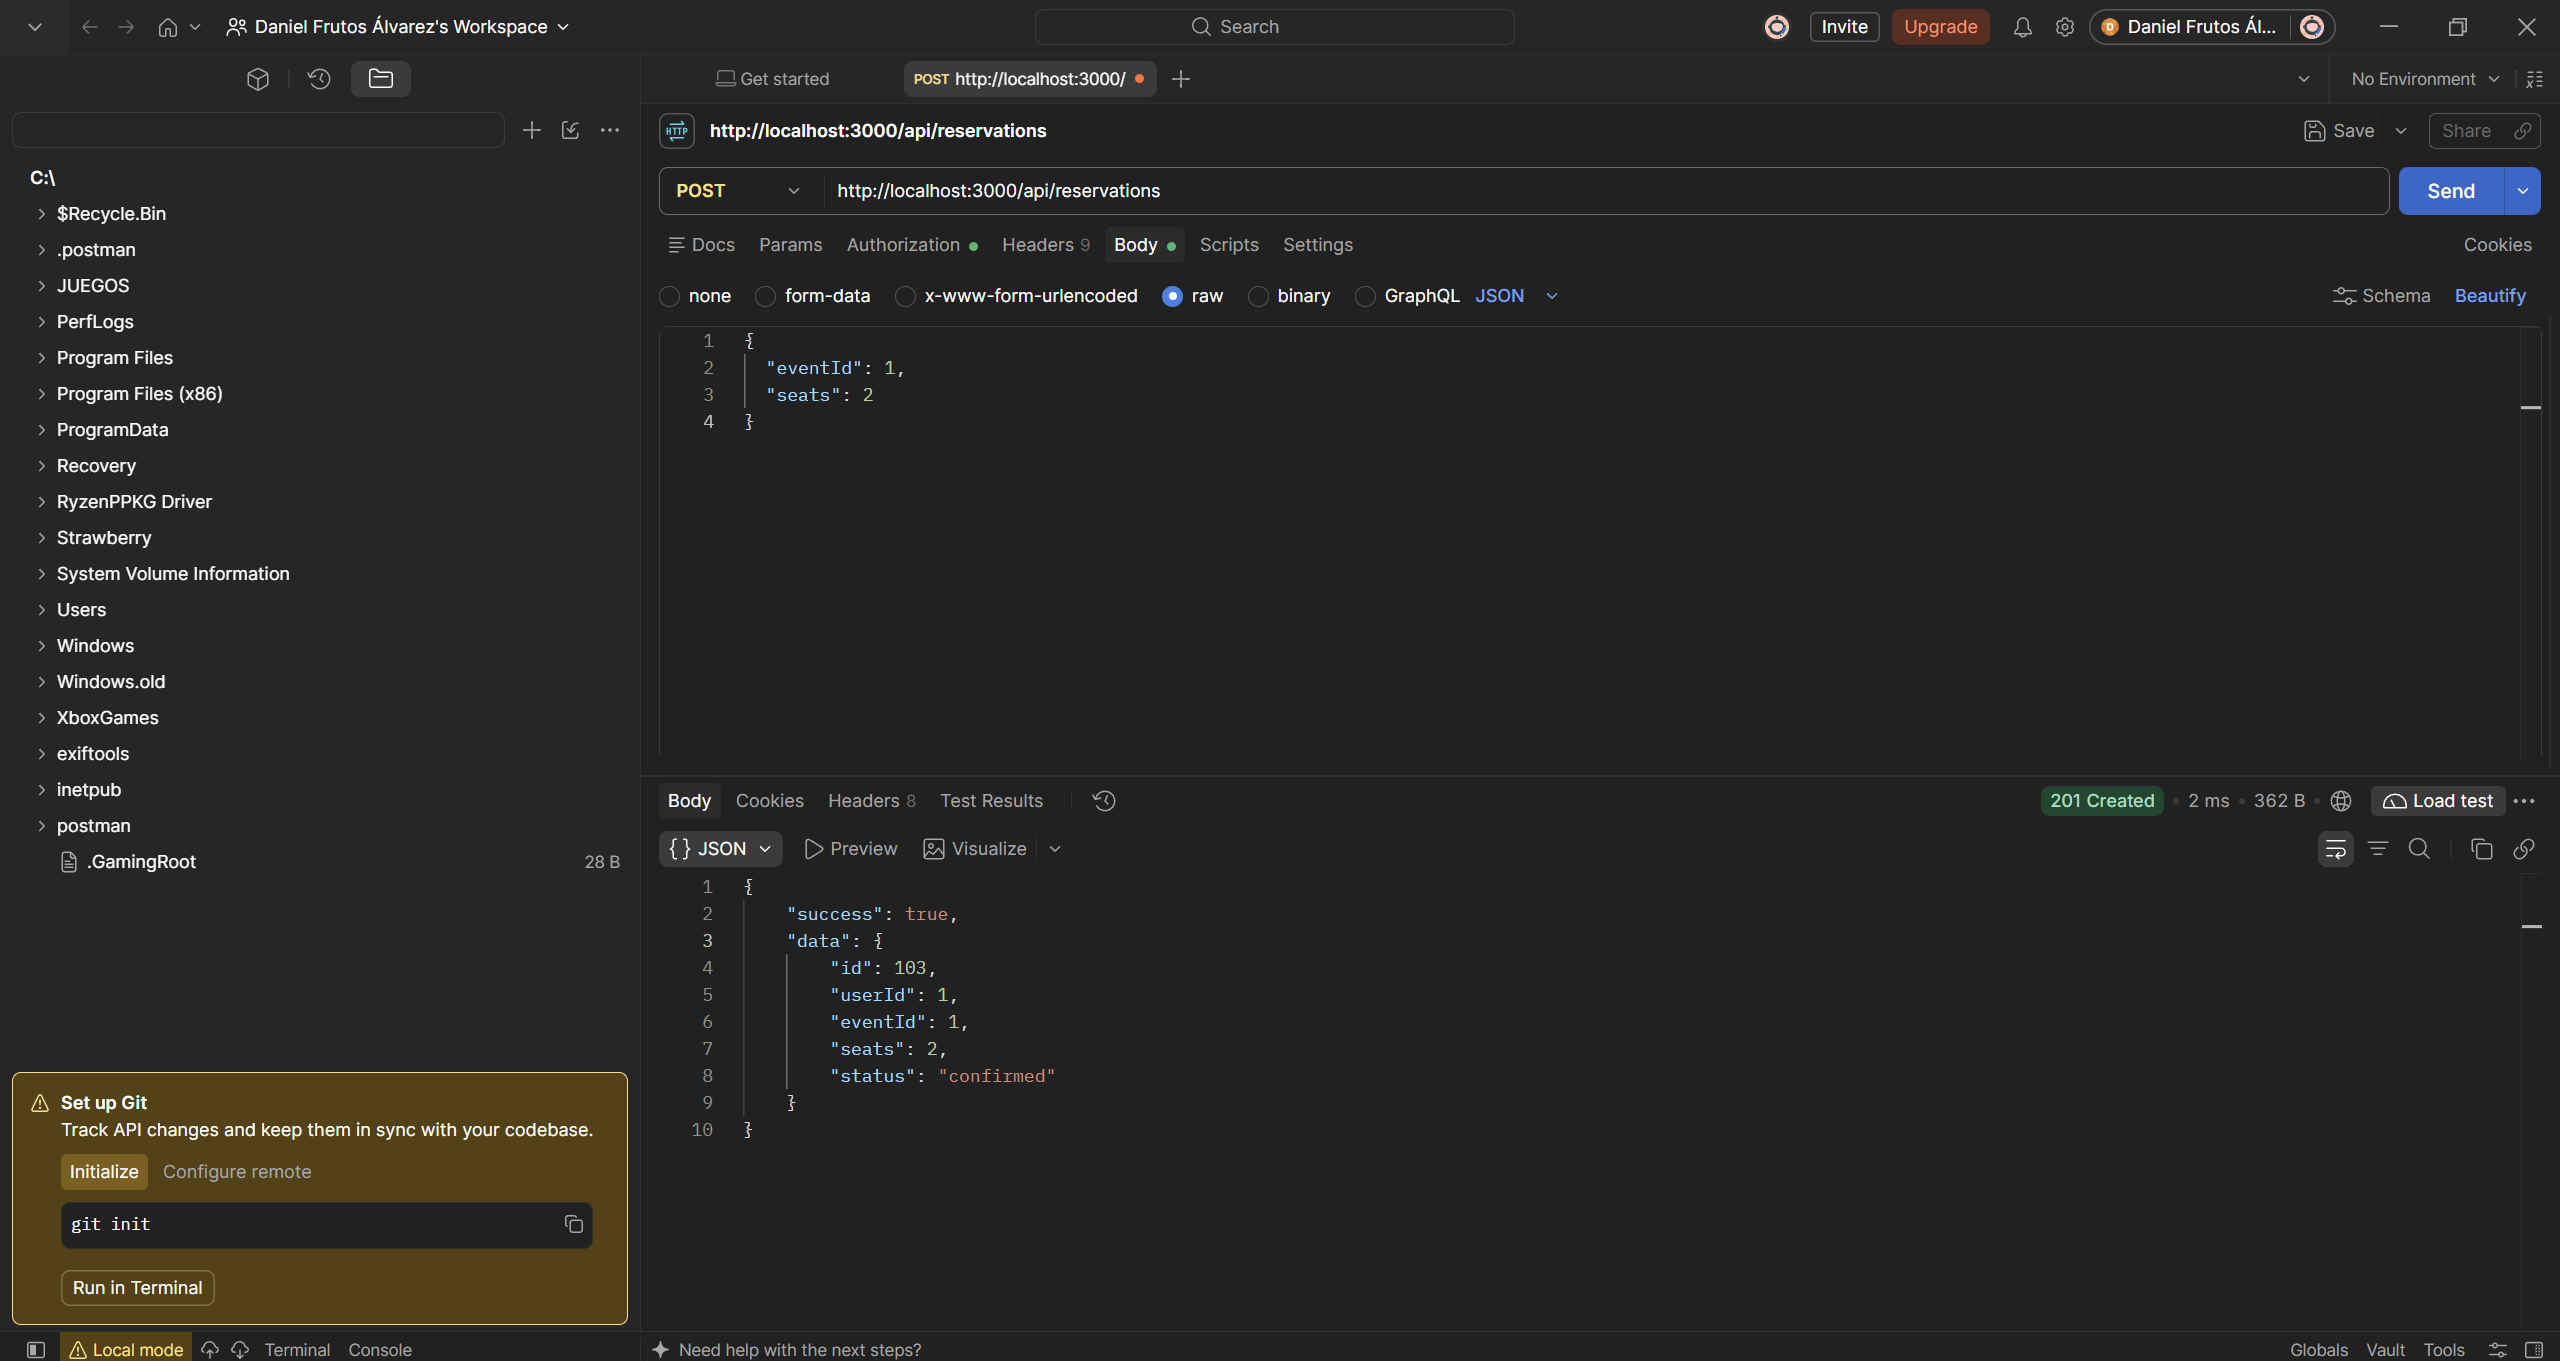 Daniel Frutos Álvarez's Workspace
Search
Invite
Upgrade
Daniel Frutos Ál...
Get started
POST http://localhost:3000/
No Environment
C:\
$Recycle.Bin
.postman
JUEGOS
PerfLogs
Program Files
Program Files (x86)
ProgramData
Recovery
RyzenPPKG Driver
Strawberry
System Volume Information
Users
Windows
Windows.old
XboxGames
exiftools
inetpub
postman
.GamingRoot 28 B
Set up Git
Track API changes and keep them in sync with your codebase.
Initialize Configure remote
git init
Run in Terminal
HTTP http://localhost:3000/api/reservations
Save Share
POST http://localhost:3000/api/reservations
Send
Docs Params Authorization Headers 9 Body Scripts Settings Cookies
none form-data x-www-form-urlencoded raw binary GraphQL JSON Schema Beautify
1 {
2 "eventId": 1,
3 "seats": 2
4 }
Body Cookies Headers 8 Test Results 201 Created • 2 ms • 362 B • Load test
{} JSON Preview Visualize
1 {
2 "success": true,
3 "data": {
4 "id": 103,
5 "userId": 1,
6 "eventId": 1,
7 "seats": 2,
8 "status": "confirmed"
9 }
10 }
Local mode Terminal Console Need help with the next steps? Globals Vault Tools